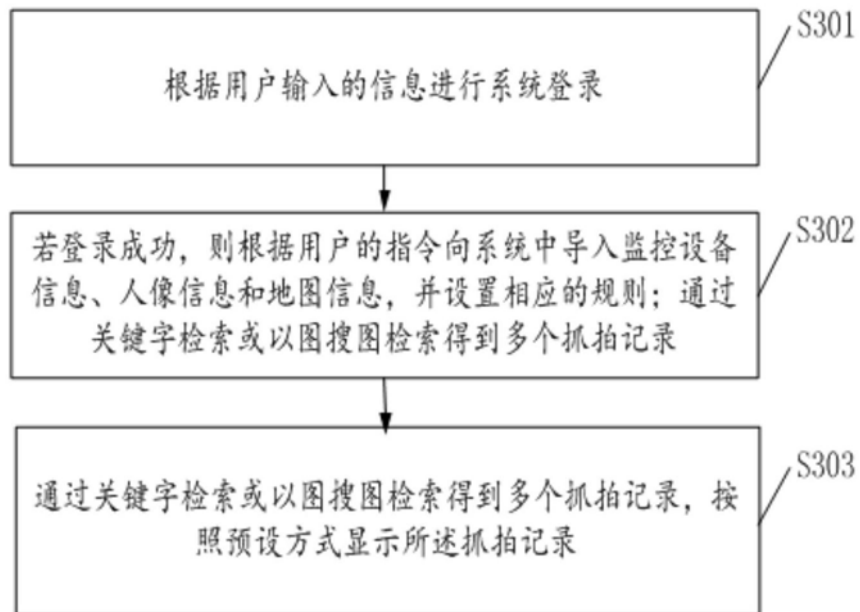 S301
根据用户输入的信息进行系统登录
S302
若登录成功，则根据用户的指令向系统中导入监控设备
信息、人像信息和地图信息，并设置相应的规则；通过
关键字检索或以图搜图检索得到多个抓拍记录
S303
通过关键字检索或以图搜图检索得到多个抓拍记录，按
照预设方式显示所述抓拍记录